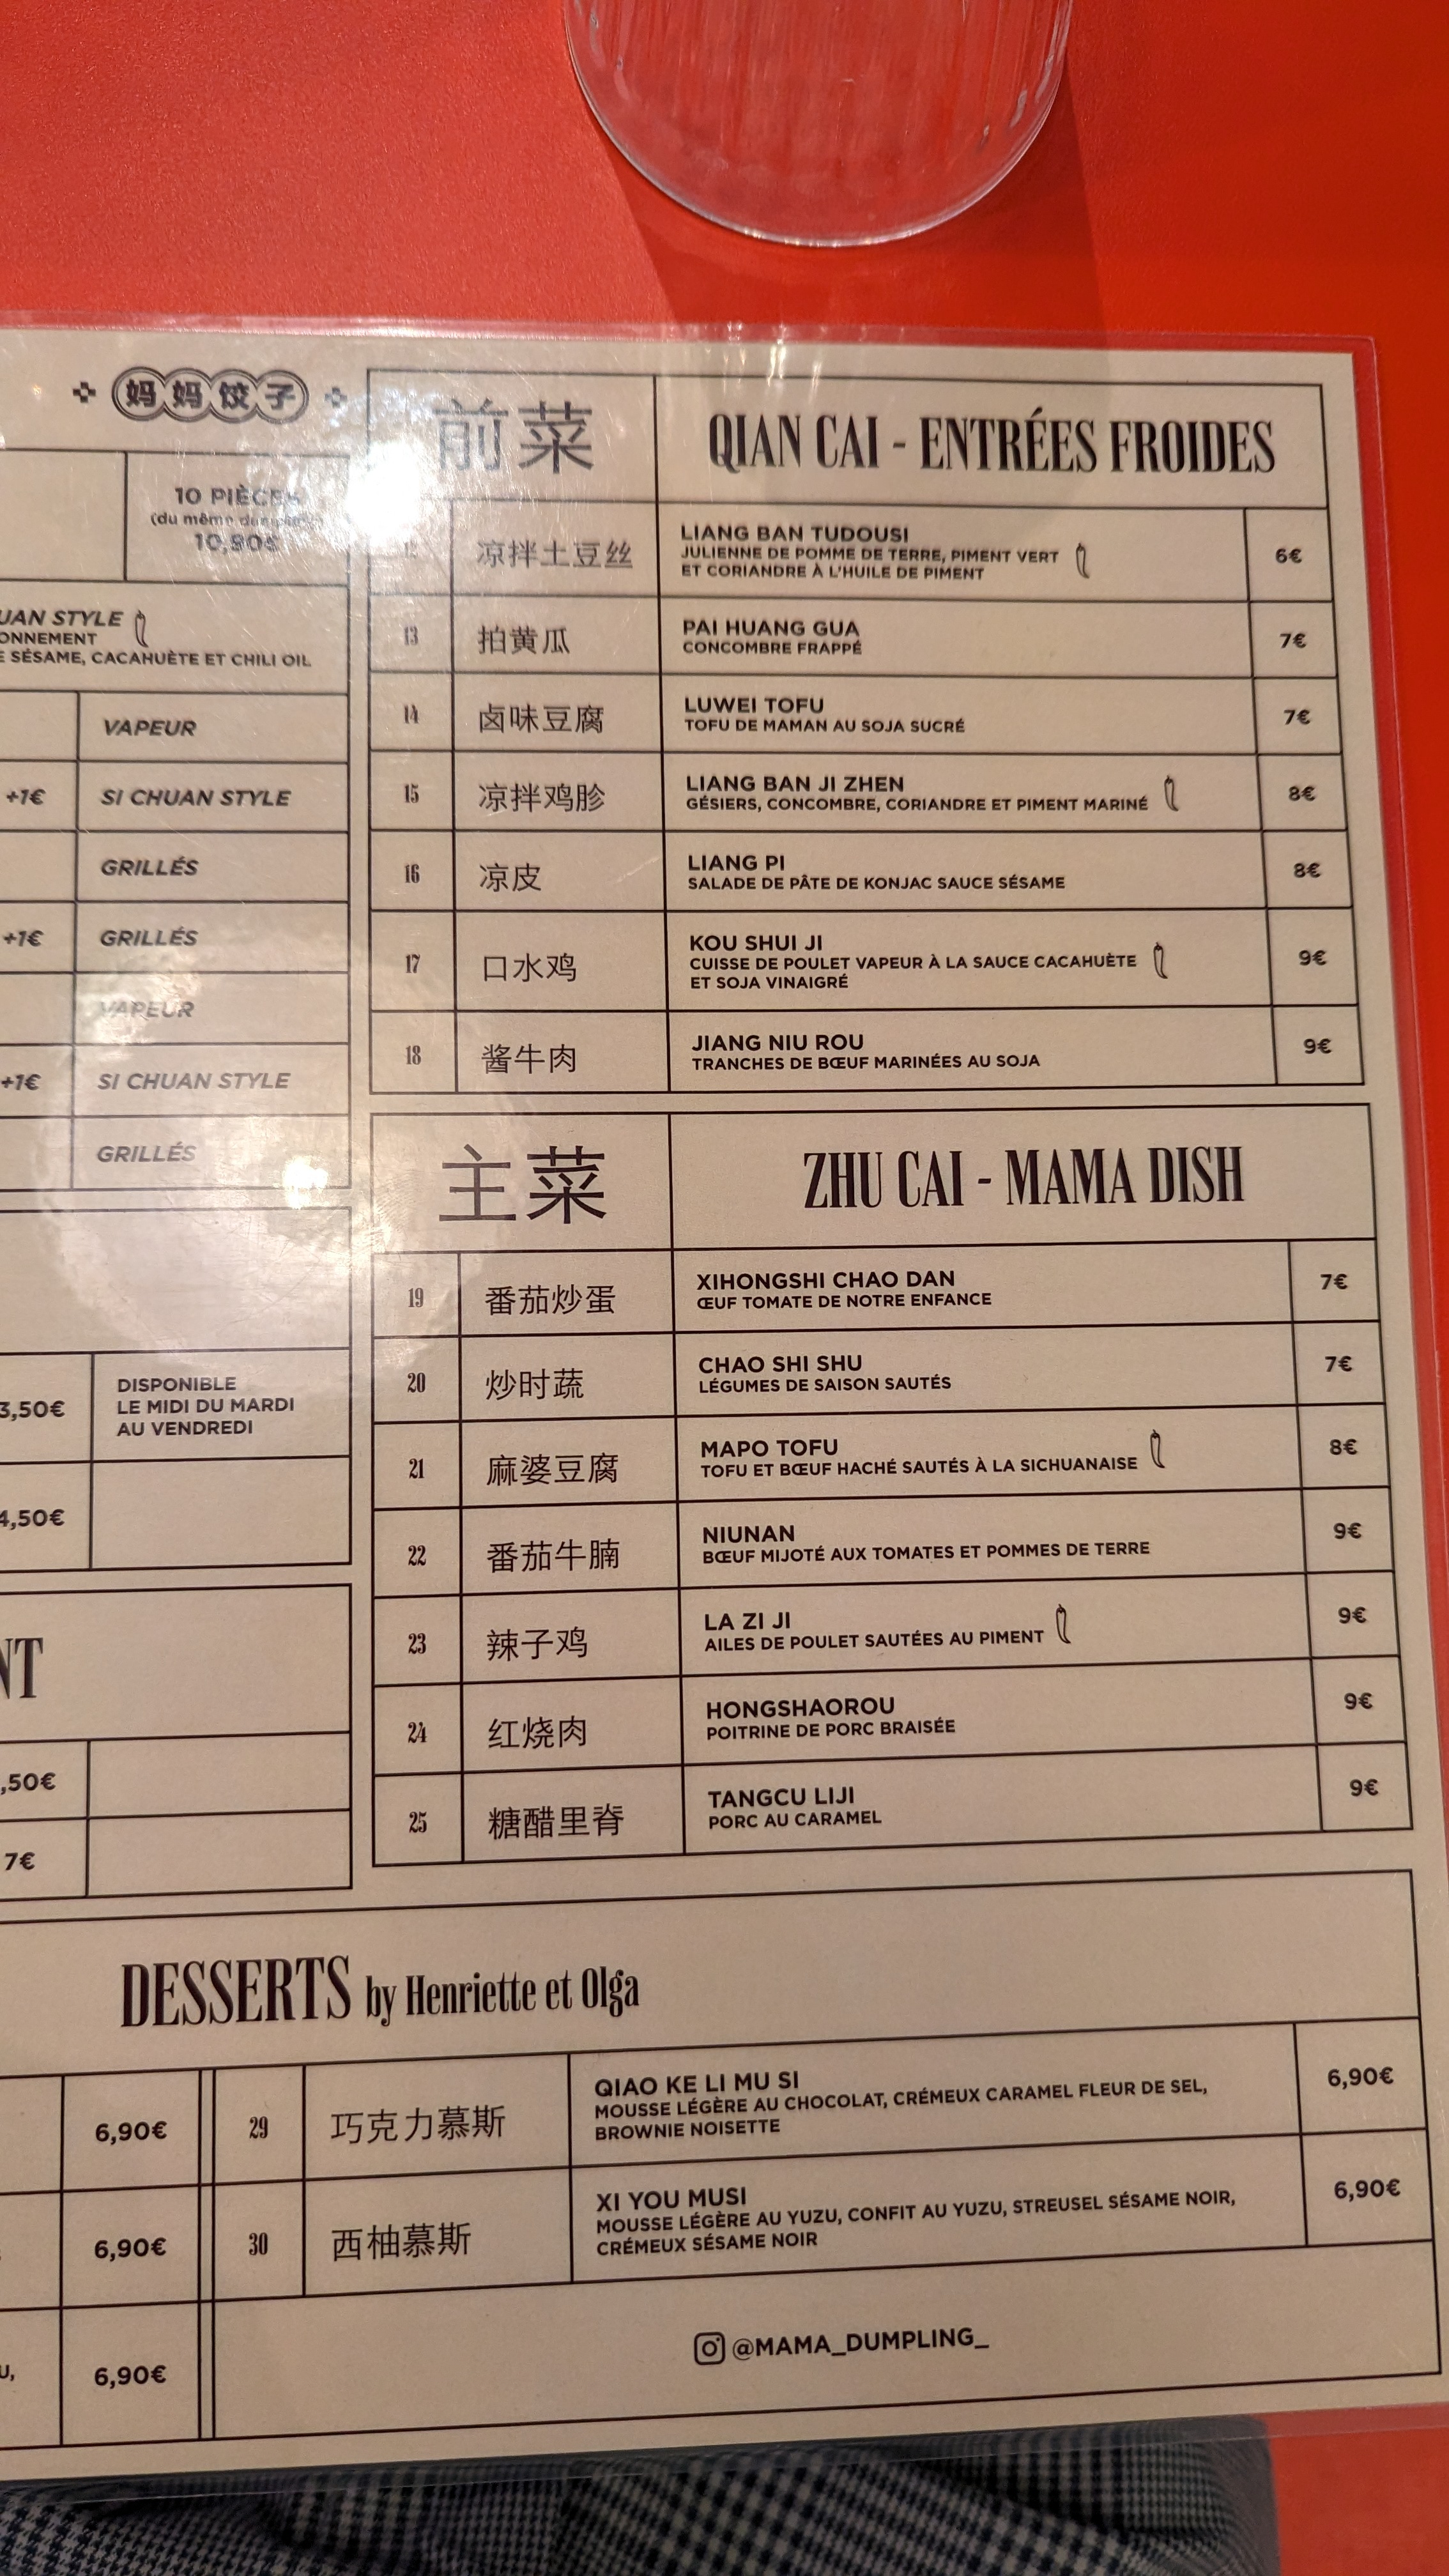 妈妈饺子
10 PIÈCES
(du même
10,90€
UAN STYLE
ONNEMENT
E SÉSAME, CACAHUÈTE ET CHILI OIL
VAPEUR
+1€ SI CHUAN STYLE
GRILLÉS
+1€ GRILLÉS
VAPEUR
+1€ SI CHUAN STYLE
GRILLÉS
3,50€
DISPONIBLE
LE MIDI DU MARDI
AU VENDREDI
4,50€
NT
,50€
7€
前菜 QIAN CAI - ENTRÉES FROIDES
12 凉拌土豆丝
LIANG BAN TUDOUSI
JULIENNE DE POMME DE TERRE, PIMENT VERT
ET CORIANDRE À L'HUILE DE PIMENT
6€
13 拍黄瓜
PAI HUANG GUA
CONCOMBRE FRAPPÉ
7€
14 卤味豆腐
LUWEI TOFU
TOFU DE MAMAN AU SOJA SUCRÉ
7€
15 凉拌鸡胗
LIANG BAN JI ZHEN
GÉSIERS, CONCOMBRE, CORIANDRE ET PIMENT MARINÉ
8€
16 凉皮
LIANG PI
SALADE DE PÂTE DE KONJAC SAUCE SÉSAME
8€
17 口水鸡
KOU SHUI JI
CUISSE DE POULET VAPEUR À LA SAUCE CACAHUÈTE
ET SOJA VINAIGRÉ
9€
18 酱牛肉
JIANG NIU ROU
TRANCHES DE BŒUF MARINÉES AU SOJA
9€
主菜 ZHU CAI - MAMA DISH
19 番茄炒蛋
XIHONGSHI CHAO DAN
ŒUF TOMATE DE NOTRE ENFANCE
7€
20 炒时蔬
CHAO SHI SHU
LÉGUMES DE SAISON SAUTÉS
7€
21 麻婆豆腐
MAPO TOFU
TOFU ET BŒUF HACHÉ SAUTÉS À LA SICHUANAISE
8€
22 番茄牛腩
NIUNAN
BŒUF MIJOTÉ AUX TOMATES ET POMMES DE TERRE
9€
23 辣子鸡
LA ZI JI
AILES DE POULET SAUTÉES AU PIMENT
9€
24 红烧肉
HONGSHAOROU
POITRINE DE PORC BRAISÉE
9€
25 糖醋里脊
TANGCU LIJI
PORC AU CARAMEL
9€
DESSERTS by Henriette et Olga
6,90€
6,90€
U,
6,90€
29 巧克力慕斯
QIAO KE LI MU SI
MOUSSE LÉGÈRE AU CHOCOLAT, CRÉMEUX CARAMEL FLEUR DE SEL,
BROWNIE NOISETTE
6,90€
30 西柚慕斯
XI YOU MUSI
MOUSSE LÉGÈRE AU YUZU, CONFIT AU YUZU, STREUSEL SÉSAME NOIR,
CRÉMEUX SÉSAME NOIR
6,90€
@MAMA_DUMPLING_